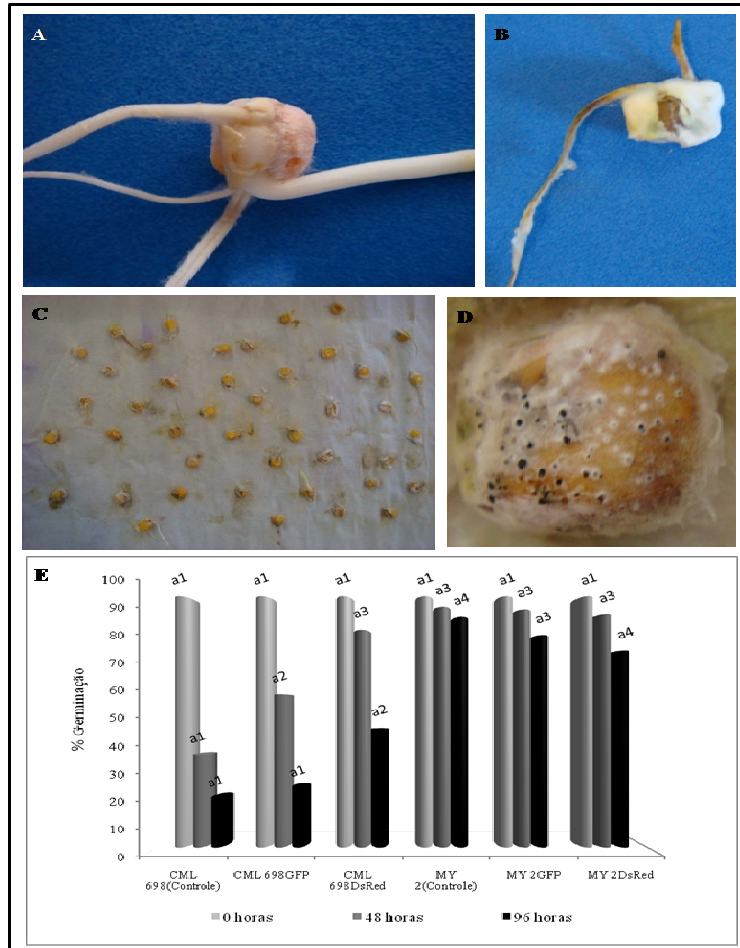 A
B
C
D
E
% Germinação
100
90
80
70
60
50
40
30
20
10
0
a1
a1
a1
a1
a2
a1
a1
a3
a2
a1
a3
a4
a1
a3
a3
a1
a3
a4
CML 698(Controle)
CML 698GFP
CML 698DsRed
MY 2(Controle)
MY 2GFP
MY 2DsRed
0 horas
48 horas
96 horas